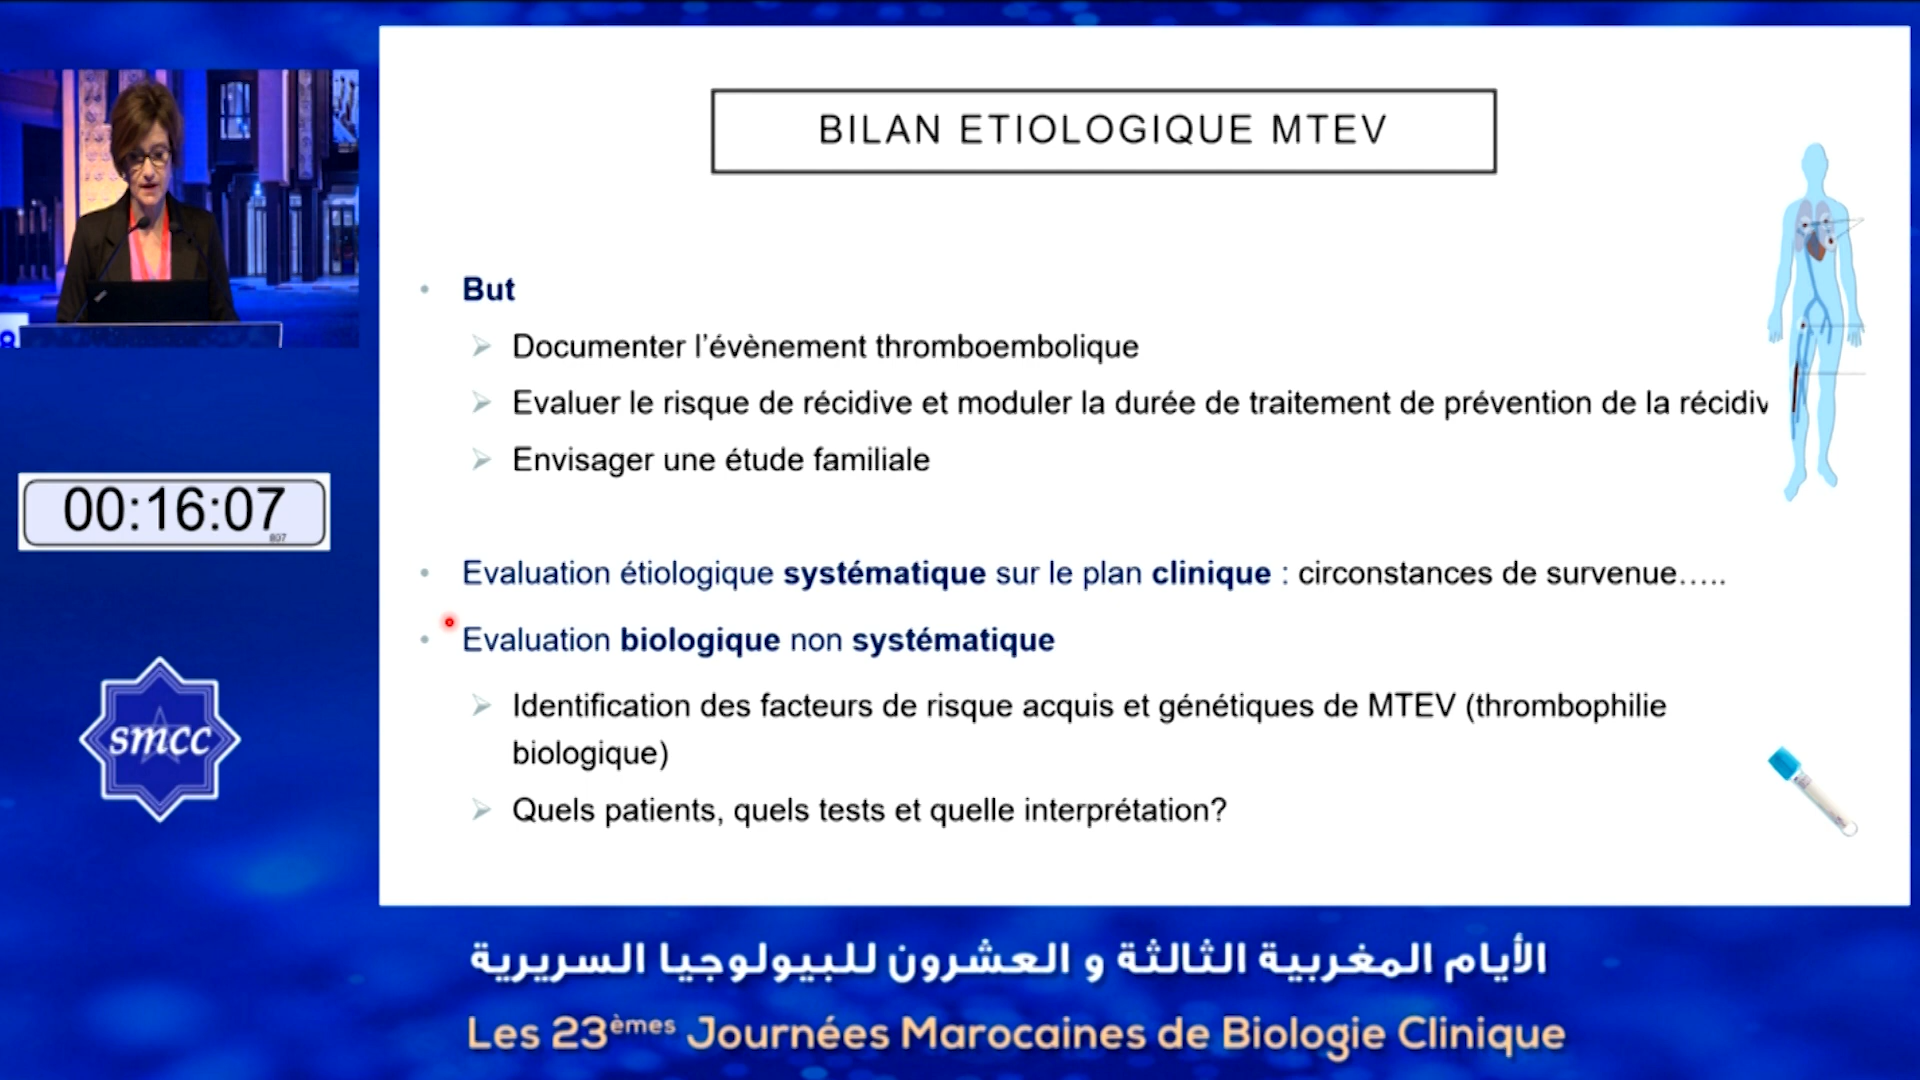 BILAN ETIOLOGIQUE MTEV
But
Documenter l’évènement thromboembolique
Evaluer le risque de récidive et moduler la durée de traitement de prévention de la récidiv
Envisager une étude familiale
Evaluation étiologique systématique sur le plan clinique : circonstances de survenue…..
Evaluation biologique non systématique
Identification des facteurs de risque acquis et génétiques de MTEV (thrombophilie
biologique)
Quels patients, quels tests et quelle interprétation?
00:16:07
807
smcc
الأيام المغربية الثالثة و العشرون للبيولوجيا السريرية
Les 23èmes Journées Marocaines de Biologie Clinique